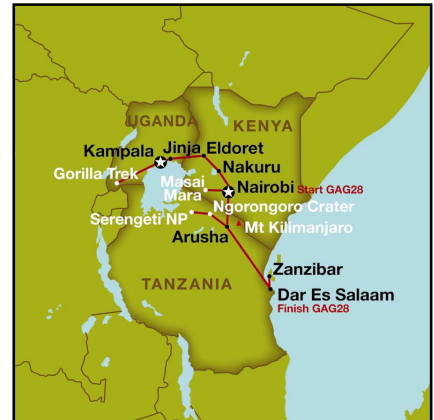 UGANDA
KENYA
Kampala
Jinja
Eldoret
Gorilla Trek
Nakuru
Masai
Mara
Nairobi
Start GAG28
Serengeti NP
Ngorongoro Crater
Mt Kilimanjaro
Arusha
Zanzibar
TANZANIA
Dar Es Salaam
Finish GAG28